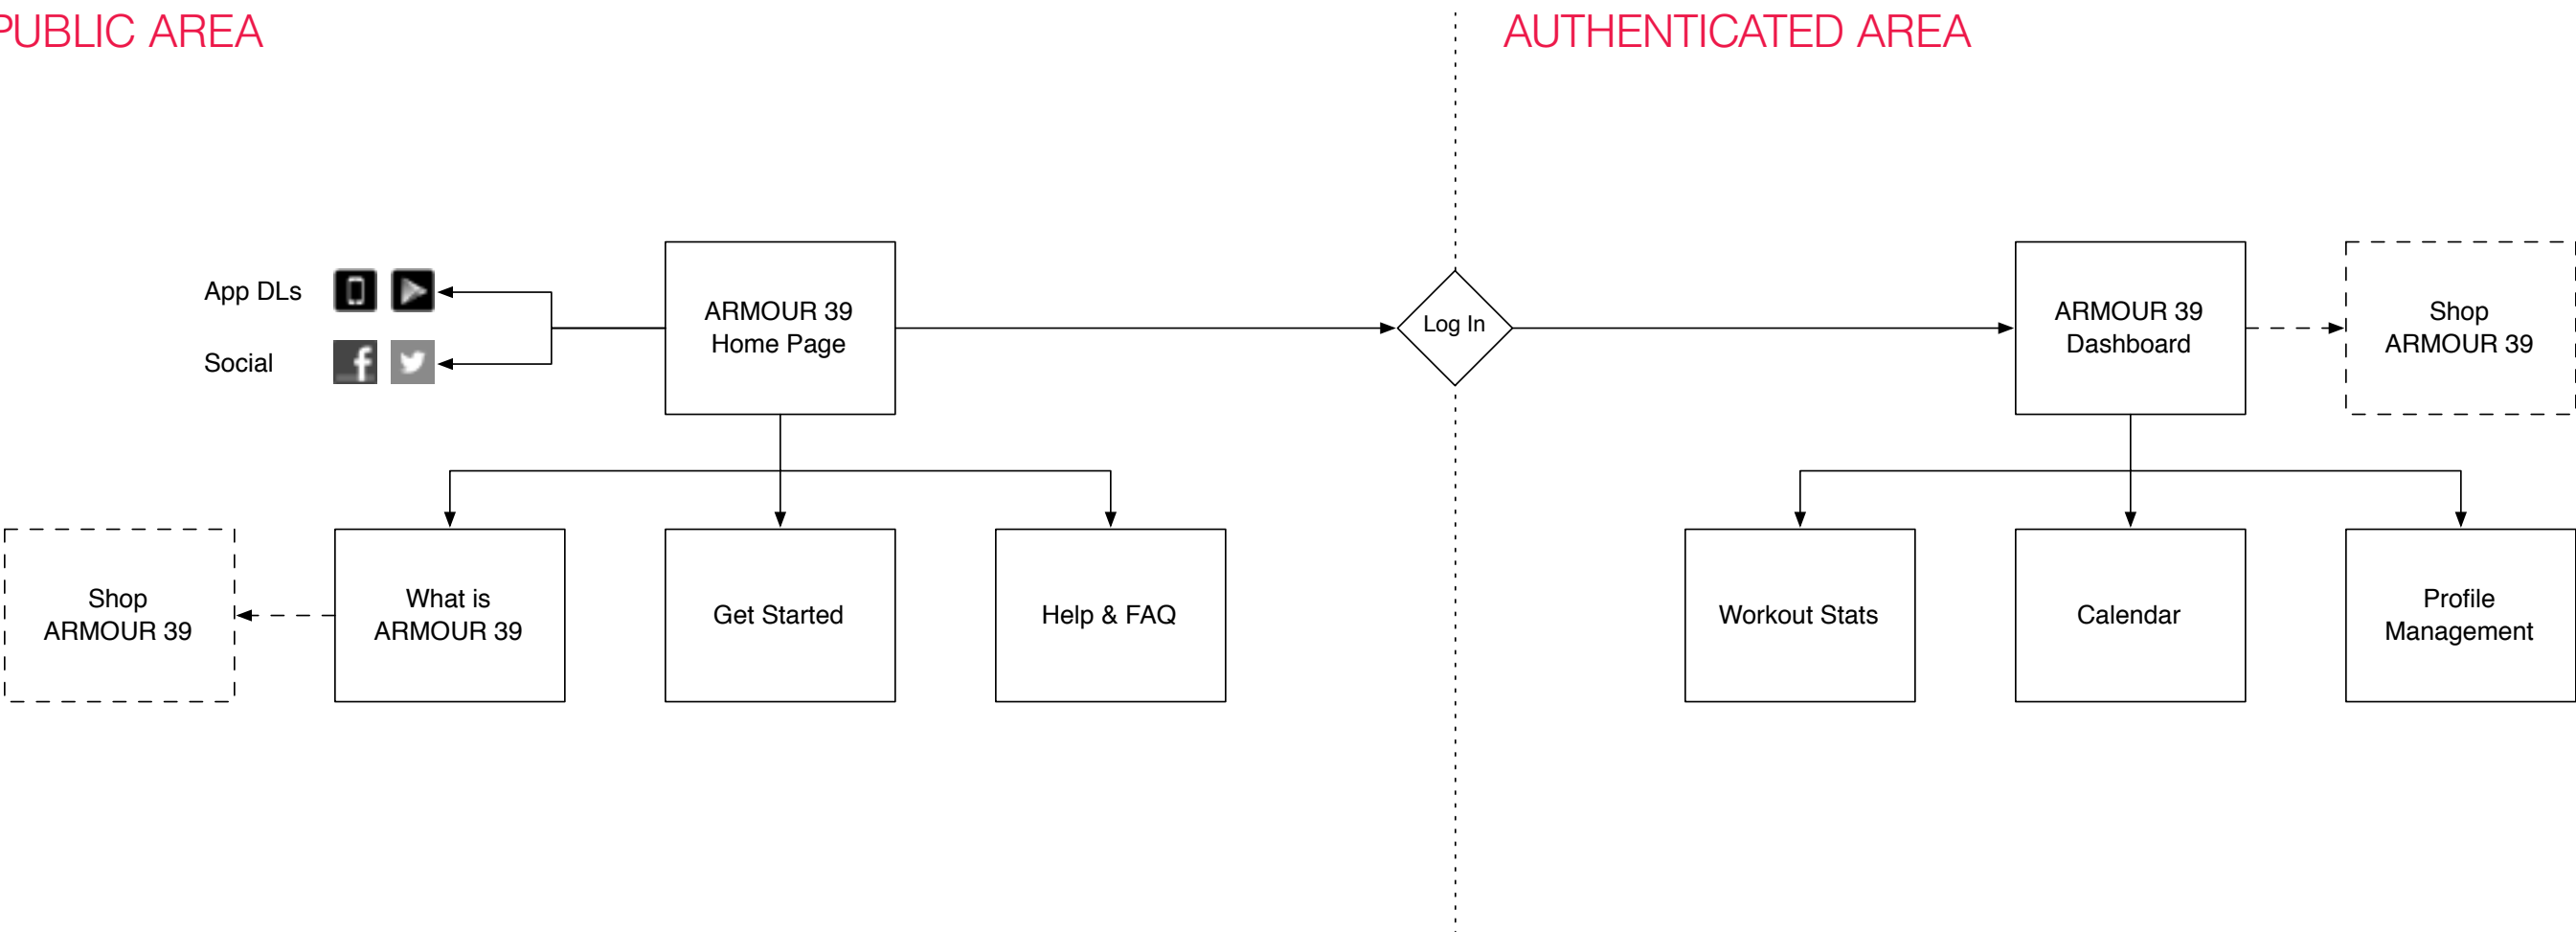 PUBLIC AREA
AUTHENTICATED AREA
App DLs
Social
ARMOUR 39
Home Page
Log In
ARMOUR 39
Dashboard
Shop
ARMOUR 39
Shop
ARMOUR 39
What is
ARMOUR 39
Get Started
Help & FAQ
Workout Stats
Calendar
Profile
Management